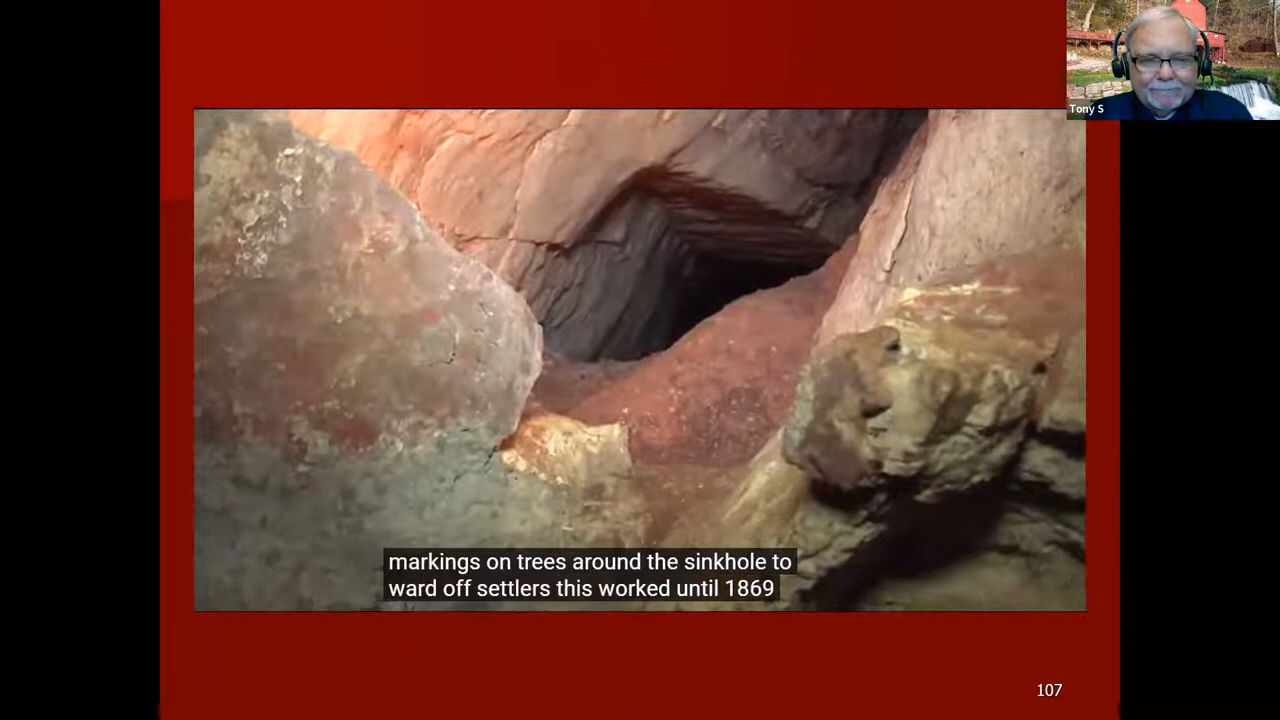 Tony S
markings on trees around the sinkhole to
ward off settlers this worked until 1869
107